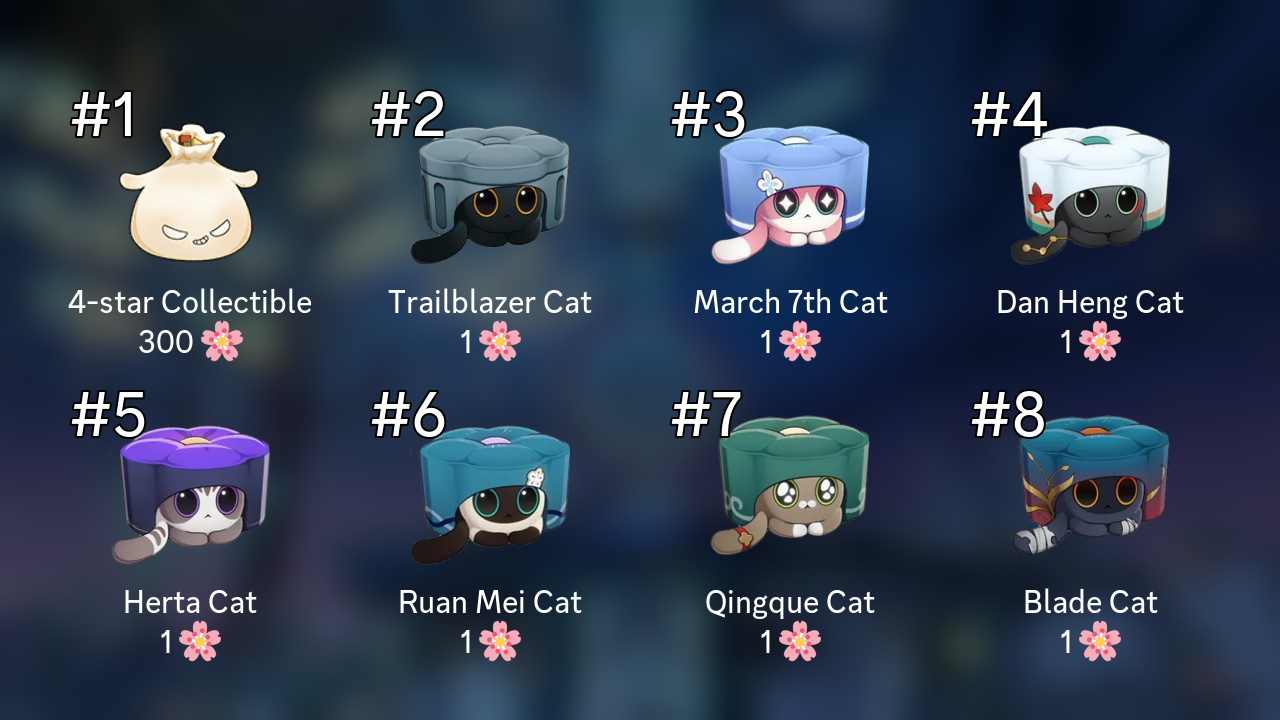 #1 #2 #3 #4
4-star Collectible Trailblazer Cat March 7th Cat Dan Heng Cat
300 1 1 1
#5 #6 #7 #8
Herta Cat Ruan Mei Cat Qingque Cat Blade Cat
1 1 1 1